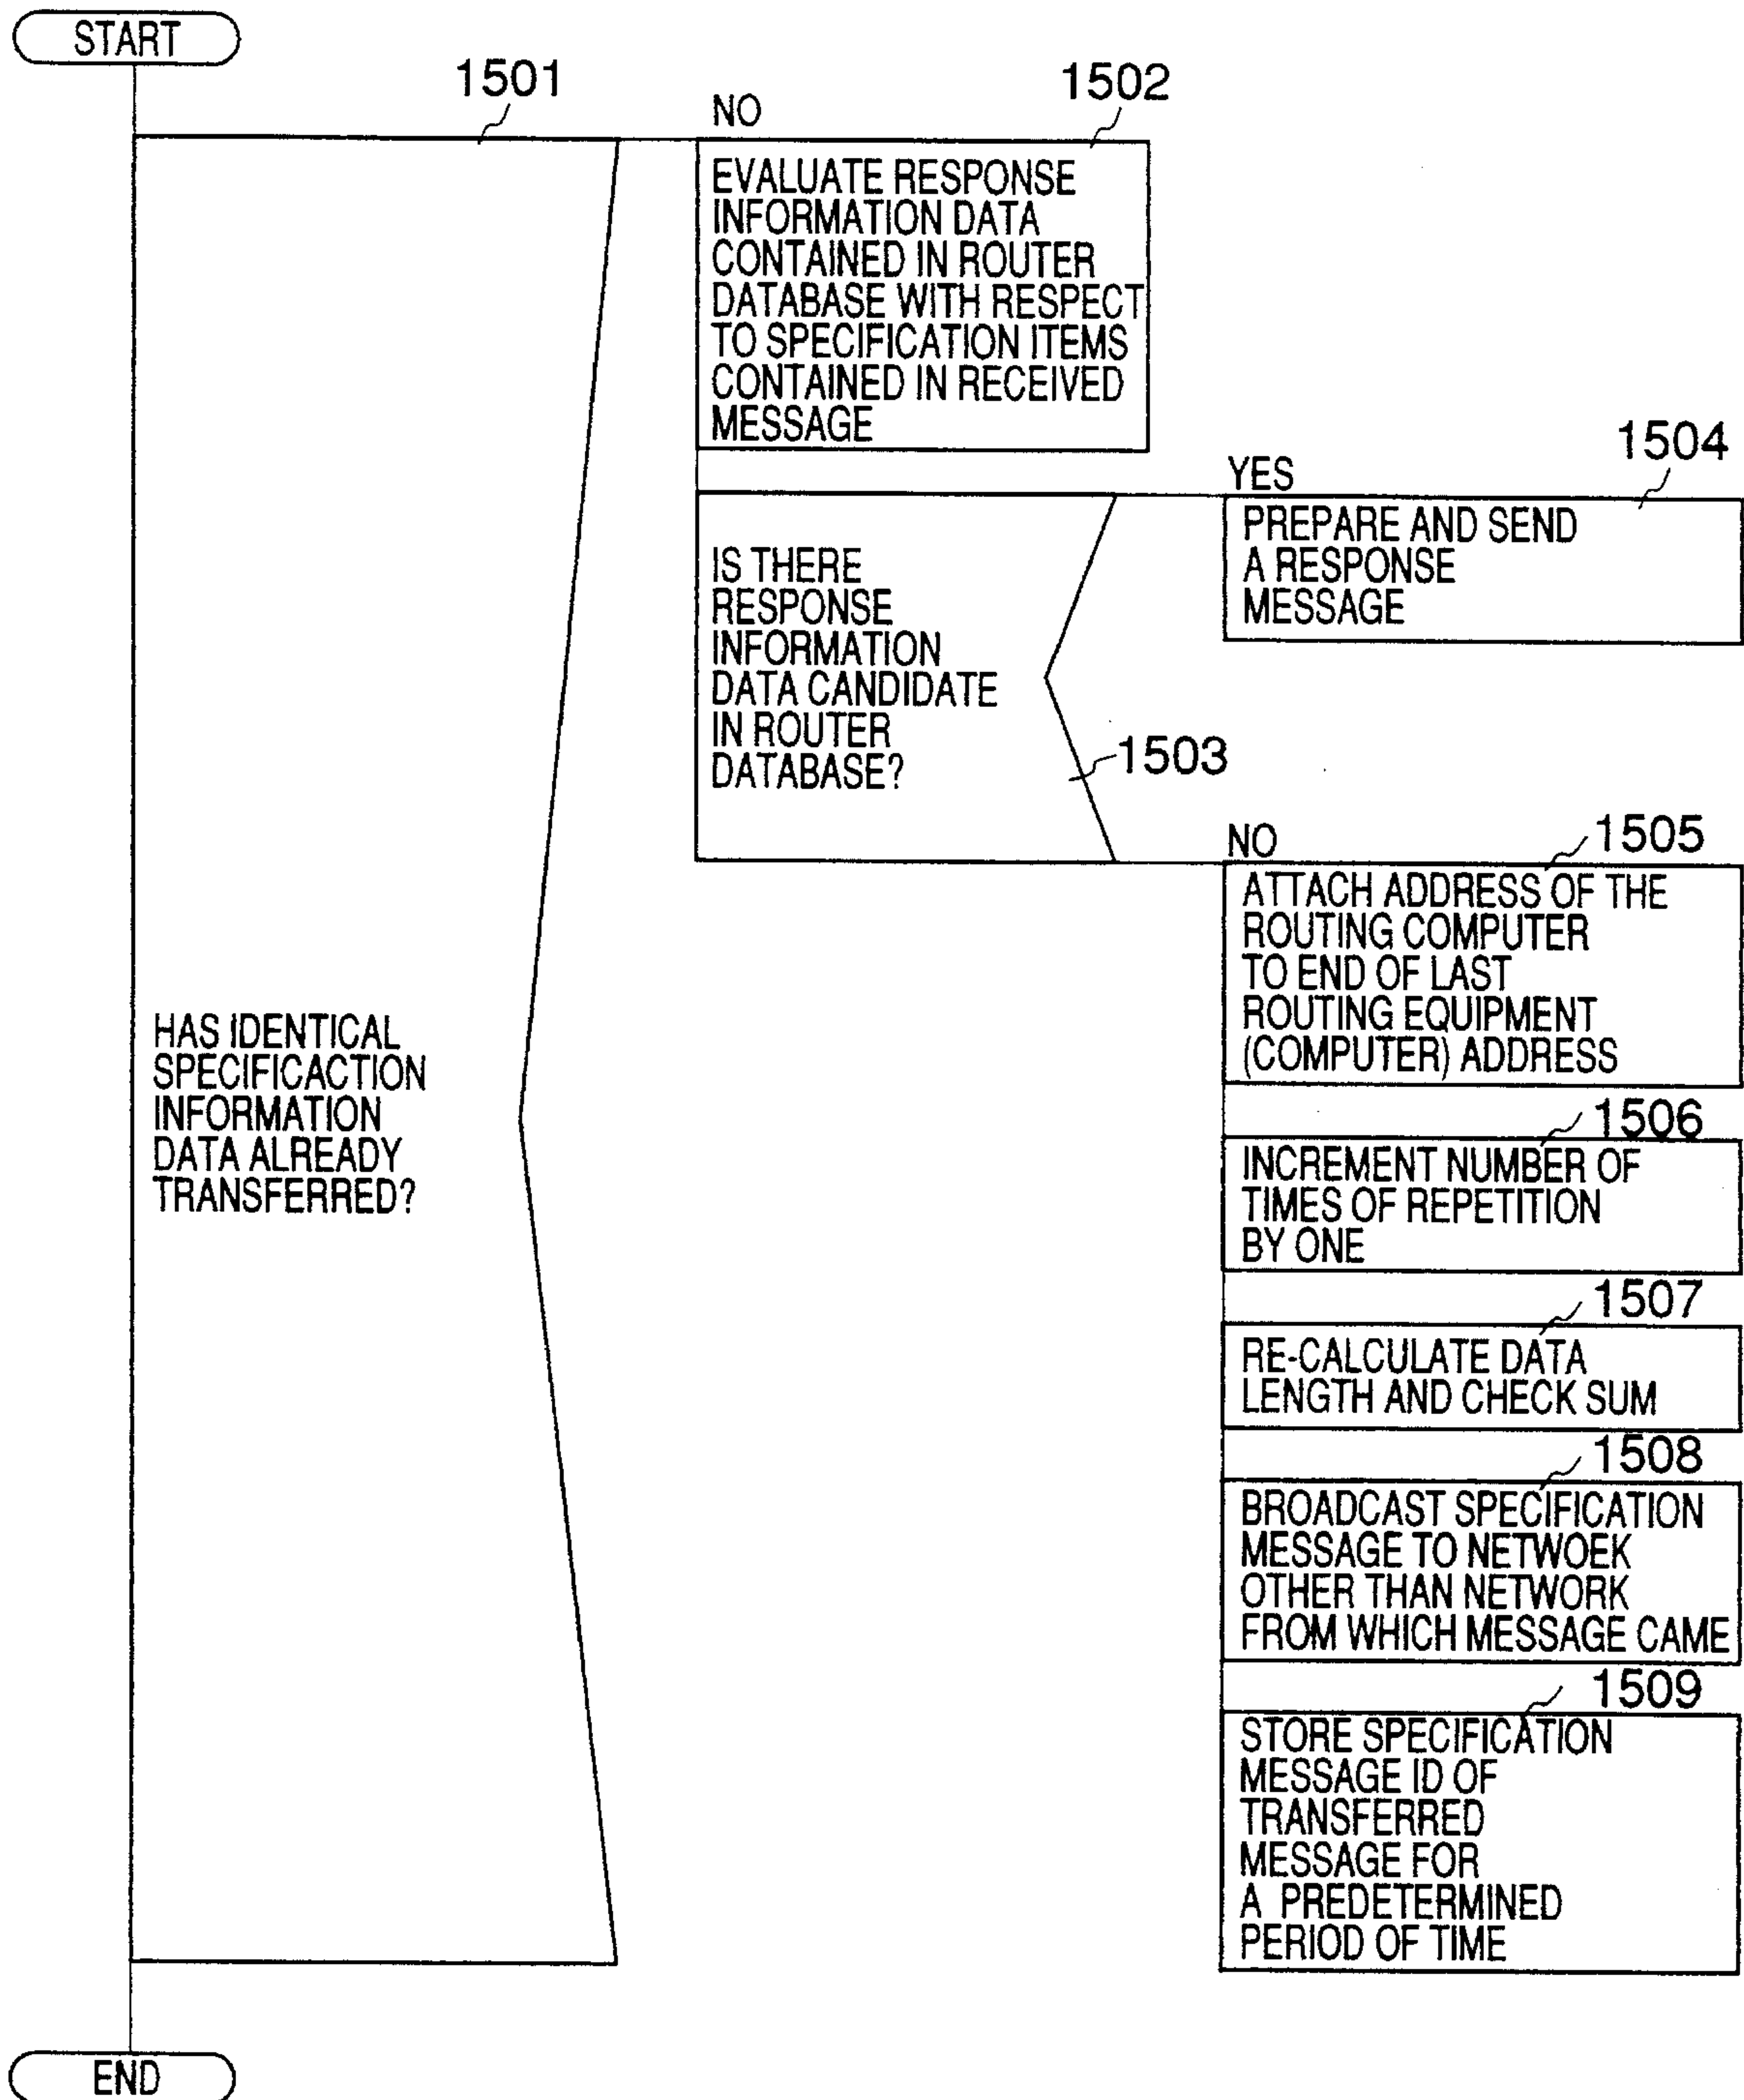 START
1501
NO
1502
EVALUATE RESPONSE
INFORMATION DATA
CONTAINED IN ROUTER
DATABASE WITH RESPECT
TO SPECIFICATION ITEMS
CONTAINED IN RECEIVED
MESSAGE
YES
1504
PREPARE AND SEND
A RESPONSE
MESSAGE
IS THERE
RESPONSE
INFORMATION
DATA CANDIDATE
IN ROUTER
DATABASE?
1503
NO
1505
ATTACH ADDRESS OF THE
ROUTING COMPUTER
TO END OF LAST
ROUTING EQUIPMENT
(COMPUTER) ADDRESS
HAS IDENTICAL
SPECIFICACTION
INFORMATION
DATA ALREADY
TRANSFERRED?
1506
INCREMENT NUMBER OF
TIMES OF REPETITION
BY ONE
1507
RE-CALCULATE DATA
LENGTH AND CHECK SUM
1508
BROADCAST SPECIFICATION
MESSAGE TO NETWOEK
OTHER THAN NETWORK
FROM WHICH MESSAGE CAME
1509
STORE SPECIFICATION
MESSAGE ID OF
TRANSFERRED
MESSAGE FOR
A PREDETERMINED
PERIOD OF TIME
END